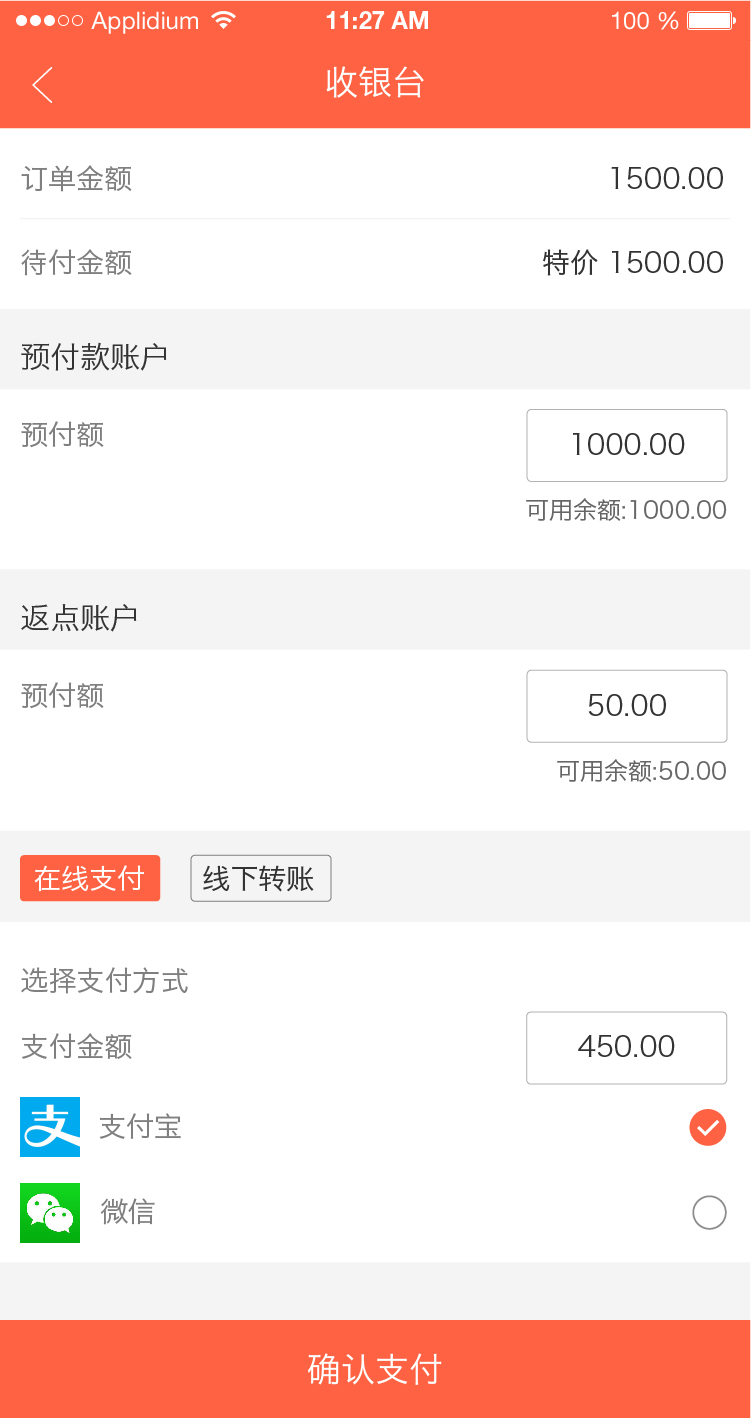 Applidium 11:27 AM 100 %
收银台
订单金额 1500.00
待付金额 特价 1500.00
预付款账户
预付额 1000.00
可用余额:1000.00
返点账户
预付额 50.00
可用余额:50.00
在线支付 线下转账
选择支付方式
支付金额 450.00
支 支付宝
微信
确认支付